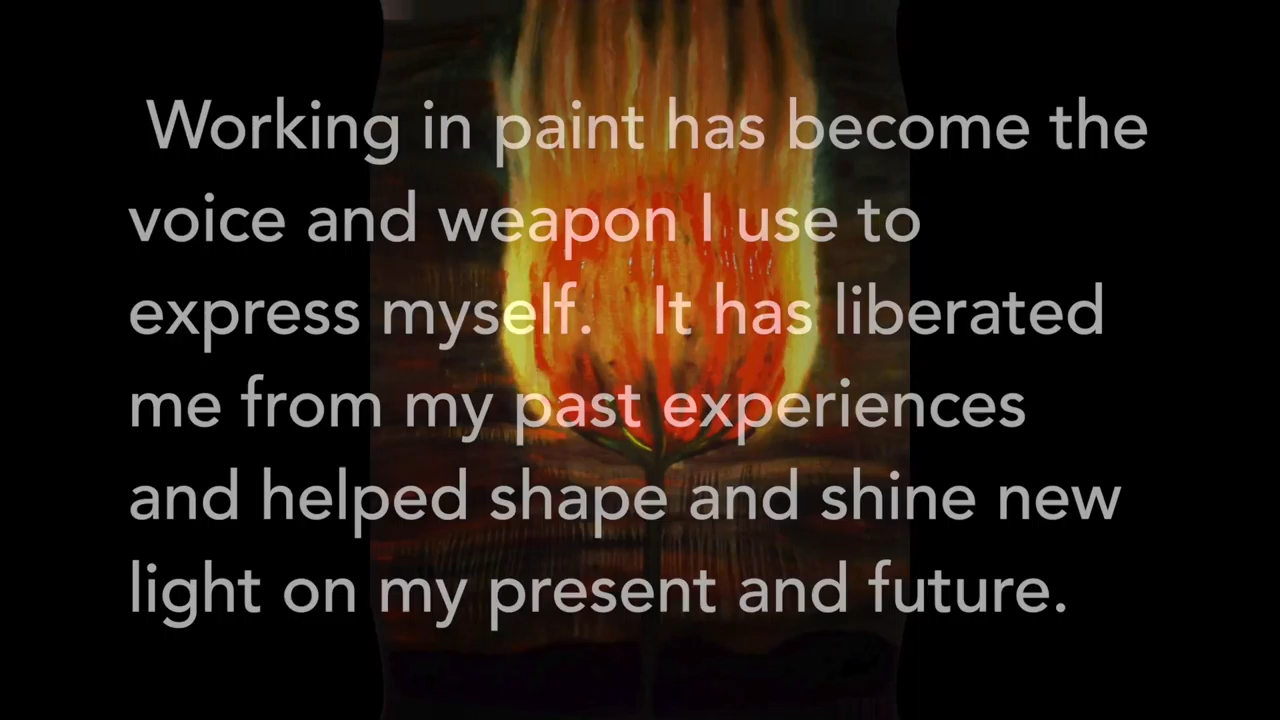 Working in paint has become the
voice and weapon I use to
express myself.   It has liberated
me from my past experiences
and helped shape and shine new
light on my present and future.